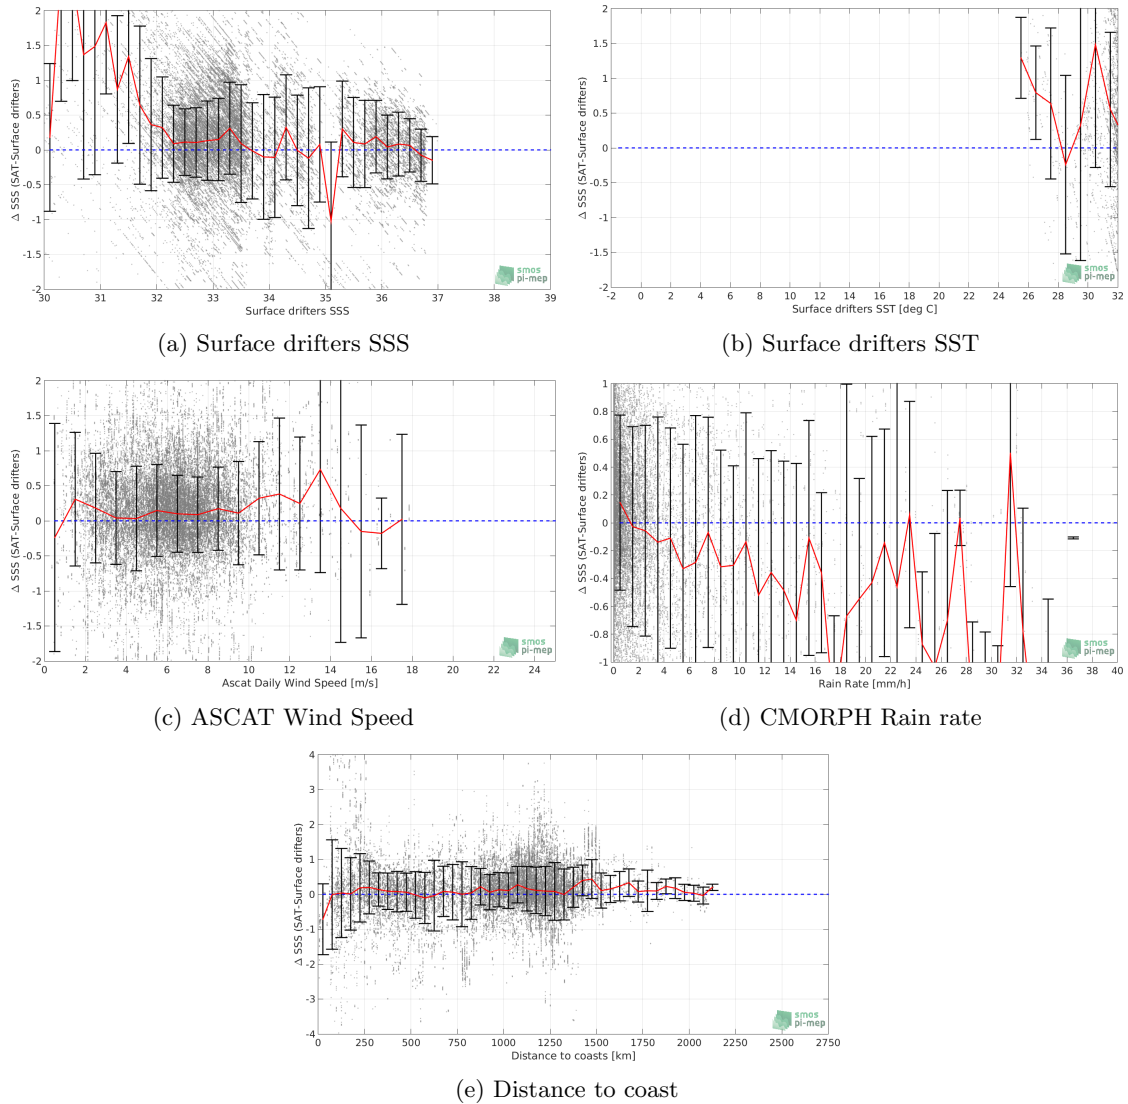 2
1.5
1
0.5
0
-0.5
-1
-1.5
-2
Δ SSS (SAT-Surface drifters)
30 31 32 33 34 35 36 37 38 39
Surface drifters SSS
smos
pi-mep
(a) Surface drifters SSS
2
1.5
1
0.5
0
-0.5
-1
-1.5
-2
Δ SSS (SAT-Surface drifters)
-2 0 2 4 6 8 10 12 14 16 18 20 22 24 26 28 30 32
Surface drifters SST [deg C]
smos
pi-mep
(b) Surface drifters SST
2
1.5
1
0.5
0
-0.5
-1
-1.5
-2
Δ SSS (SAT-Surface drifters)
0 2 4 6 8 10 12 14 16 18 20 22 24
Ascat Daily Wind Speed [m/s]
smos
pi-mep
(c) ASCAT Wind Speed
1
0.8
0.6
0.4
0.2
0
-0.2
-0.4
-0.6
-0.8
-1
Δ SSS (SAT-Surface drifters)
0 2 4 6 8 10 12 14 16 18 20 22 24 26 28 30 32 34 36 38 40
Rain Rate [mm/h]
smos
pi-mep
(d) CMORPH Rain rate
4
3
2
1
0
-1
-2
-3
-4
Δ SSS (SAT-Surface drifters)
0 250 500 750 1000 1250 1500 1750 2000 2250 2500 2750
Distance to coasts [km]
smos
pi-mep
(e) Distance to coast